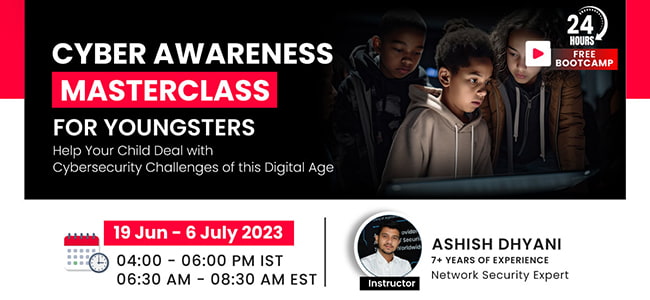 CYBER AWARENESS
MASTERCLASS
FOR YOUNGSTERS
Help Your Child Deal with
Cybersecurity Challenges of this Digital Age
24
HOURS
FREE
BOOTCAMP
19 Jun - 6 July 2023
04:00 - 06:00 PM IST
06:30 AM - 08:30 AM EST
Instructor
ASHISH DHYANI
7+ YEARS OF EXPERIENCE
Network Security Expert